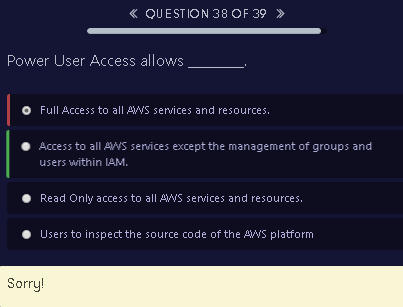 « QUESTION 38 OF 39 »
Power User Access allows ________.
Full Access to all AWS services and resources.
Access to all AWS services except the management of groups and
users within IAM.
Read Only access to all AWS services and resources.
Users to inspect the source code of the AWS platform
Sorry!